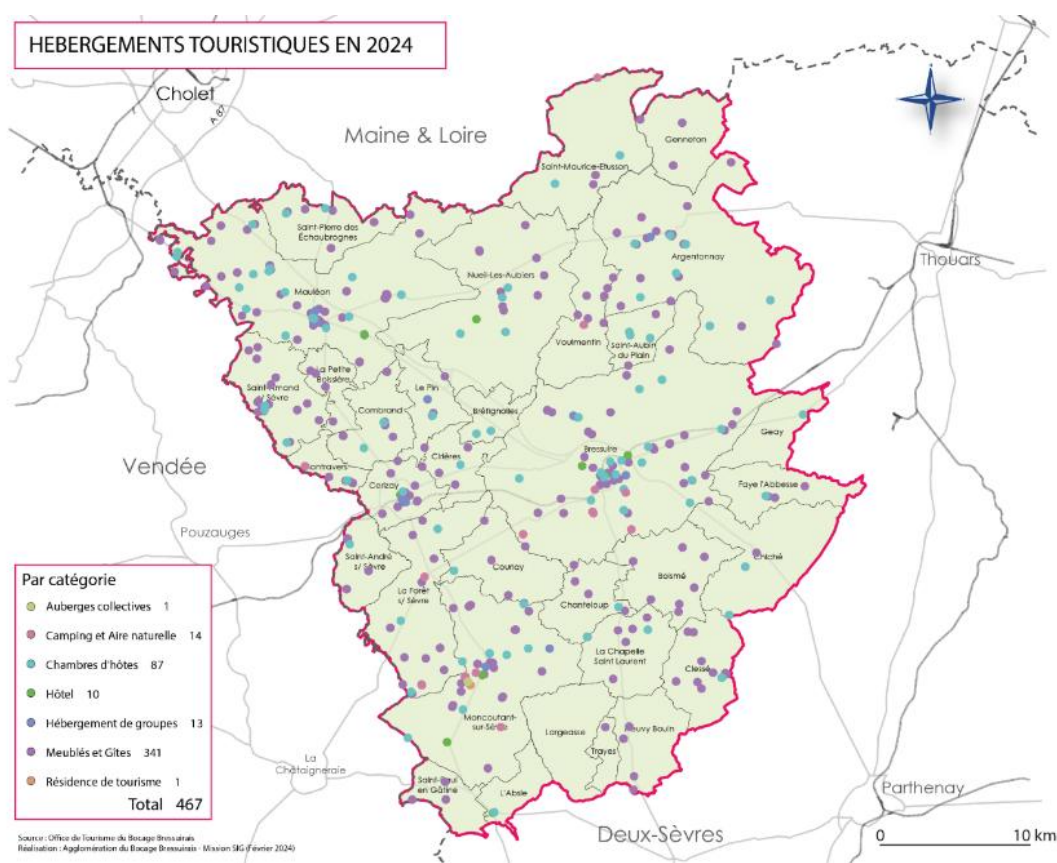 HEBERGEMENTS TOURISTIQUES EN 2024
Cholet
A 87
Maine & Loire
Genneton
Saint-Maurice-Etusson
Saint-Pierre des
Échaubrognes
Argentonnay
Thouars
Nueil-Les-Aubiers
Mauléon
Voulmentin
Saint-Aubin
du Plain
La Petite
Boissière
Le Pin
Saint-Amand
s/ Sèvre
Combrand
Brétignolles
Geay
Bressuire
Vendée
Montravers
Cirières
Cerizay
Faye l'Abbesse
Pouzauges
Saint-André
s/ Sèvre
Courlay
Chiché
Boismé
La Forêt
s/ Sèvre
Chanteloup
La Chapelle
Saint Laurent
Clessé
Moncoutant-
sur-Sèvre
Largeasse
Neuvy Bouin
Trayes
La
Châtaigneraie
Saint-Paul
en Gâtine
L'Absie
Parthenay
Deux-Sèvres
0 10 km
Par catégorie
Auberges collectives 1
Camping et Aire naturelle 14
Chambres d'hôtes 87
Hôtel 10
Hébergement de groupes 13
Meublés et Gîtes 341
Résidence de tourisme 1
Total 467
Source : Office de Tourisme du Bocage Bressuirais
Réalisation : Agglomération du Bocage Bressuirais - Mission SIG (Février 2024)